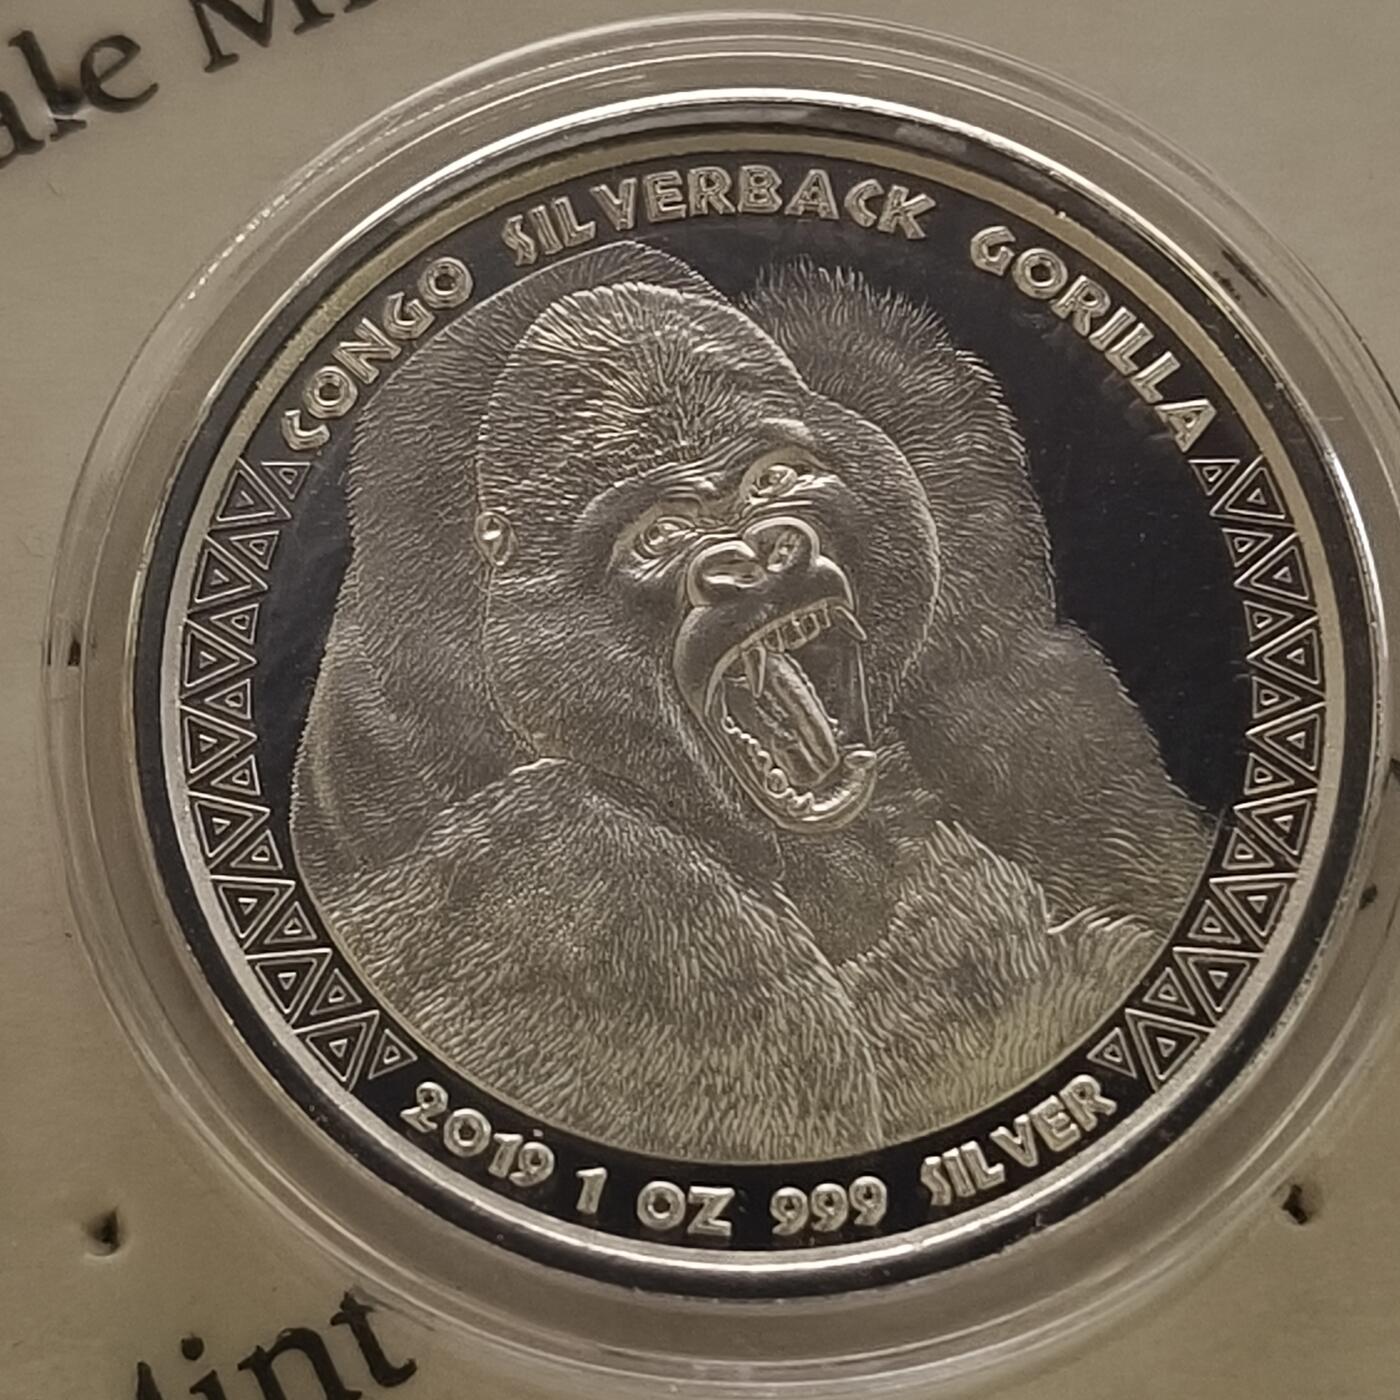 CONGO SILVERBACK GORILLA
2019 1 OZ 999 SILVER